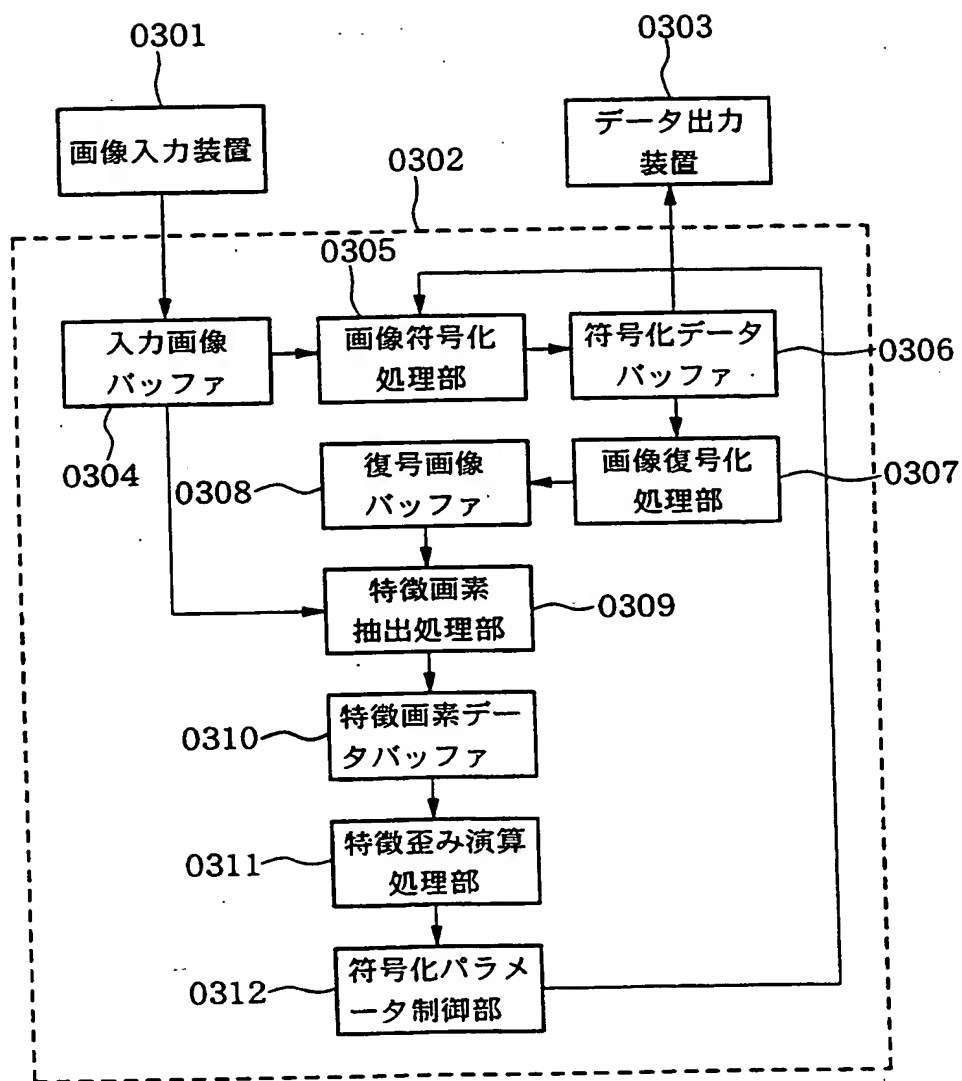 0301
0303
画像入力装置
データ出力
装置
0302
0305
入力画像
バッファ
画像符号化
処理部
符号化データ
バッファ
0306
0304
0308
復号画像
バッファ
画像復号化
処理部
0307
特徴画素
抽出処理部
0309
0310
特徴画素デー
タバッファ
0311
特徴歪み演算
処理部
0312
符号化パラメ
ータ制御部